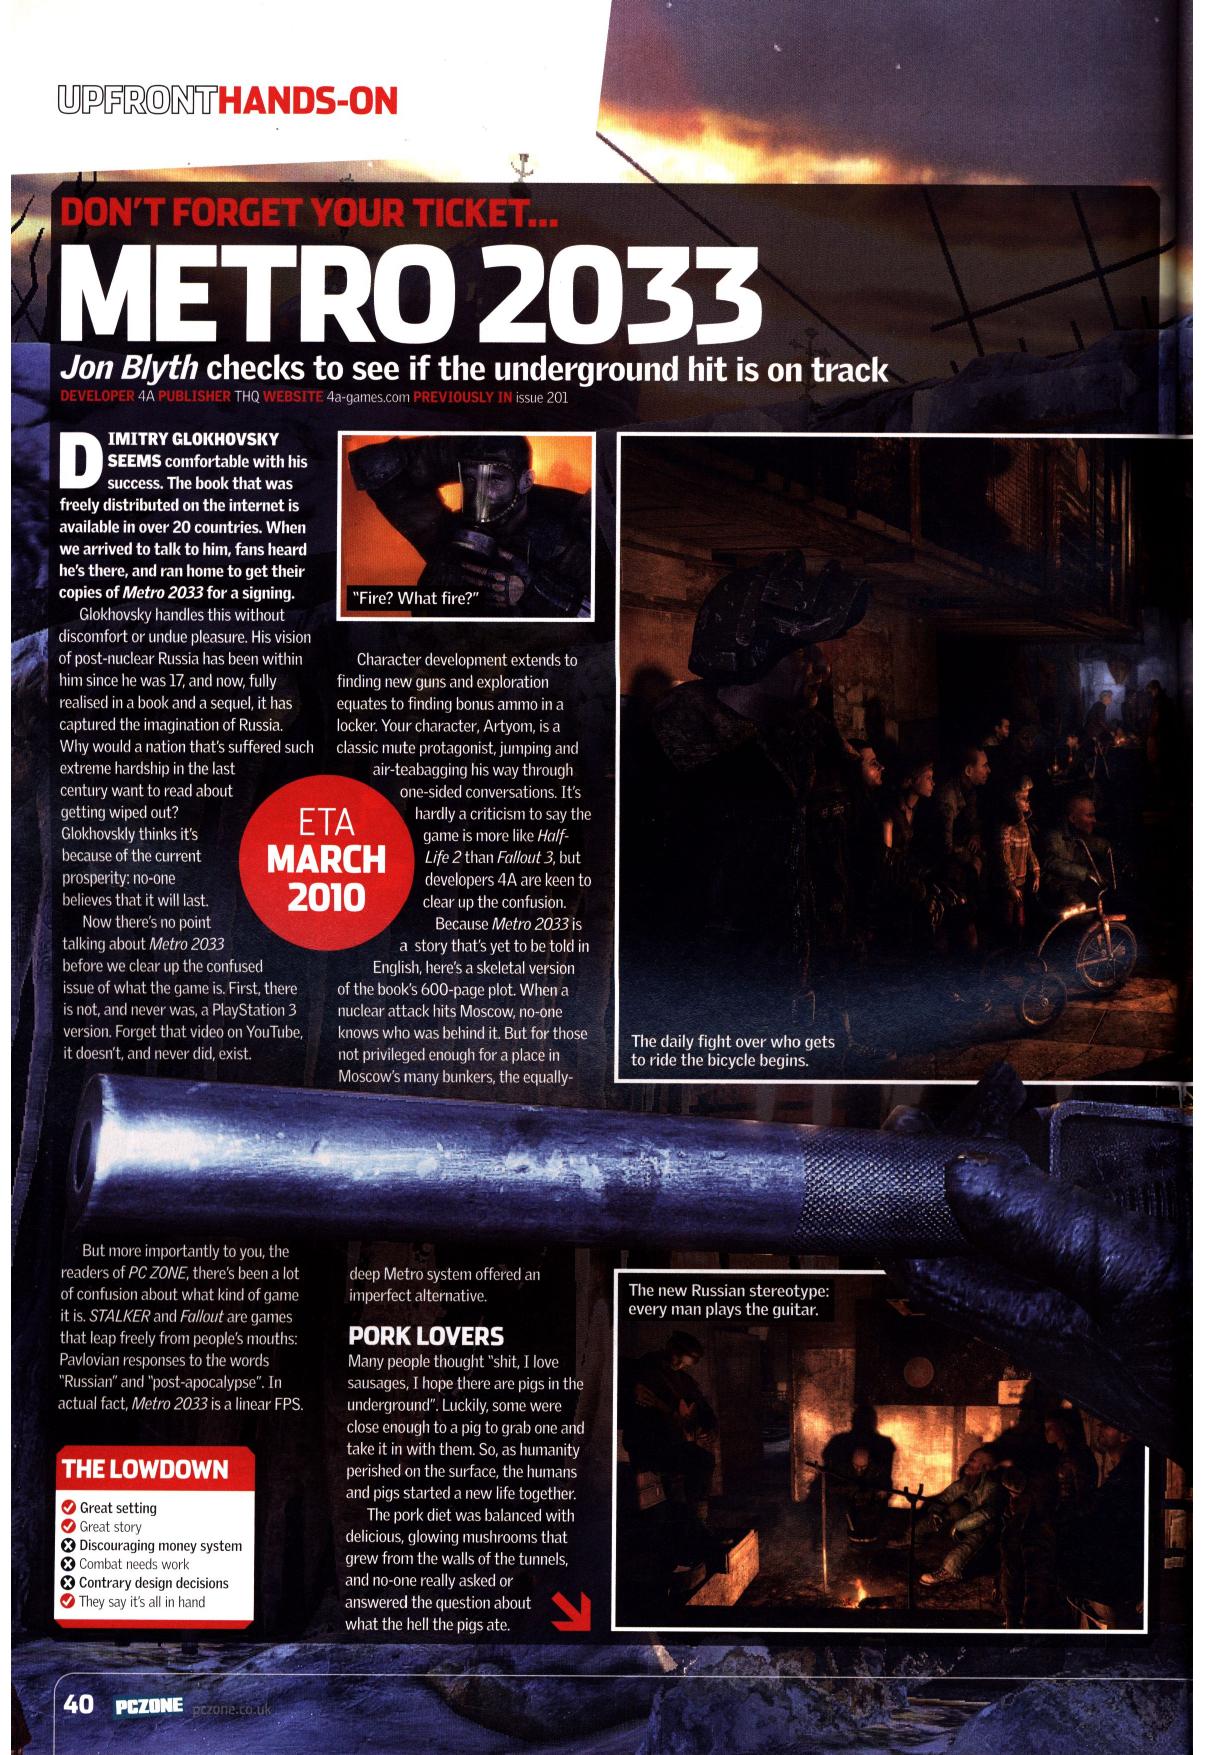 UPFRONTHANDS-ON
DON'T FORGET YOUR TICKET...
METRO 2033
Jon Blyth checks to see if the underground hit is on track
DEVELOPER 4A PUBLISHER THQ WEBSITE 4a-games.com PREVIOUSLY IN issue 201
DIMITRY GLOKHOVSKY
SEEMS comfortable with his
success. The book that was
freely distributed on the internet is
available in over 20 countries. When
we arrived to talk to him, fans heard
he's there, and ran home to get their
copies of Metro 2033 for a signing.
Glokhovsky handles this without
discomfort or undue pleasure. His vision
of post-nuclear Russia has been within
him since he was 17, and now, fully
realised in a book and a sequel, it has
captured the imagination of Russia.
Why would a nation that's suffered such
extreme hardship in the last
century want to read about
getting wiped out?
Glokhovskly thinks it's
because of the current
prosperity: no-one
believes that it will last.
Now there's no point
talking about Metro 2033
before we clear up the confused
issue of what the game is. First, there
is not, and never was, a PlayStation 3
version. Forget that video on YouTube,
it doesn't, and never did, exist.
But more importantly to you, the
readers of PC ZONE, there's been a lot
of confusion about what kind of game
it is. STALKER and Fallout are games
that leap freely from people's mouths:
Pavlovian responses to the words
"Russian" and "post-apocalypse". In
actual fact, Metro 2033 is a linear FPS.
THE LOWDOWN
Great setting
Great story
Discouraging money system
Combat needs work
Contrary design decisions
They say it's all in hand
ETA
MARCH
2010
"Fire? What fire?"
Character development extends to
finding new guns and exploration
equates to finding bonus ammo in a
locker. Your character, Artyom, is a
classic mute protagonist, jumping and
air-teabagging his way through
one-sided conversations. It's
hardly a criticism to say the
game is more like Half-
Life 2 than Fallout 3, but
developers 4A are keen to
clear up the confusion.
Because Metro 2033 is
a story that's yet to be told in
English, here's a skeletal version
of the book's 600-page plot. When a
nuclear attack hits Moscow, no-one
knows who was behind it. But for those
not privileged enough for a place in
Moscow's many bunkers, the equally-
deep Metro system offered an
imperfect alternative.
PORK LOVERS
Many people thought "shit, I love
sausages, I hope there are pigs in the
underground". Luckily, some were
close enough to a pig to grab one and
take it in with them. So, as humanity
perished on the surface, the humans
and pigs started a new life together.
The pork diet was balanced with
delicious, glowing mushrooms that
grew from the walls of the tunnels,
and no-one really asked or
answered the question about
what the hell the pigs ate.
The daily fight over who gets
to ride the bicycle begins.
The new Russian stereotype:
every man plays the guitar.
40 PCZONE pczone.co.uk